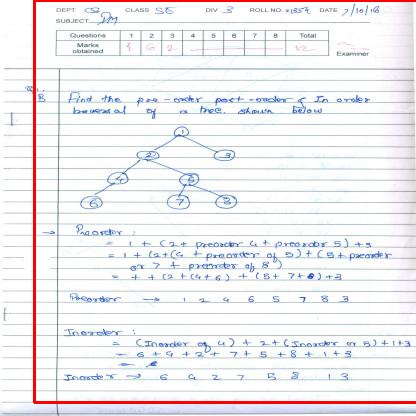 DEPT. CS CLASS SE DIV 3 ROLL NO. DATE 7/10/16
SUBJECT DM
Questions 1 2 3 4 5 6 7 8 Total
Marks obtained 1 6 2 12
Examiner
Find the pre-order post-order & In order
traversal of a tree. shown below
1
2 3
4 5
6 7 8
→ Preorder :
= 1 + (2 + preorder 4 + preorder 5) + 3
= 1 + (2 + (4 + preorder of 5) + (5 + preorder
or 7 + preorder of 8)
= + + (2 + (4+6) + (5+ 7+8) +3
Preorder → 1 2 4 6 5 7 8 3
Inorder :
= (Inorder of 4) + 2 + (Inorder or 5) + 1+3
= 6 + 4 + 2 + 7 + 5 + 8 + 1 + 3
Inorder → 6 4 2 7 5 8 1 3